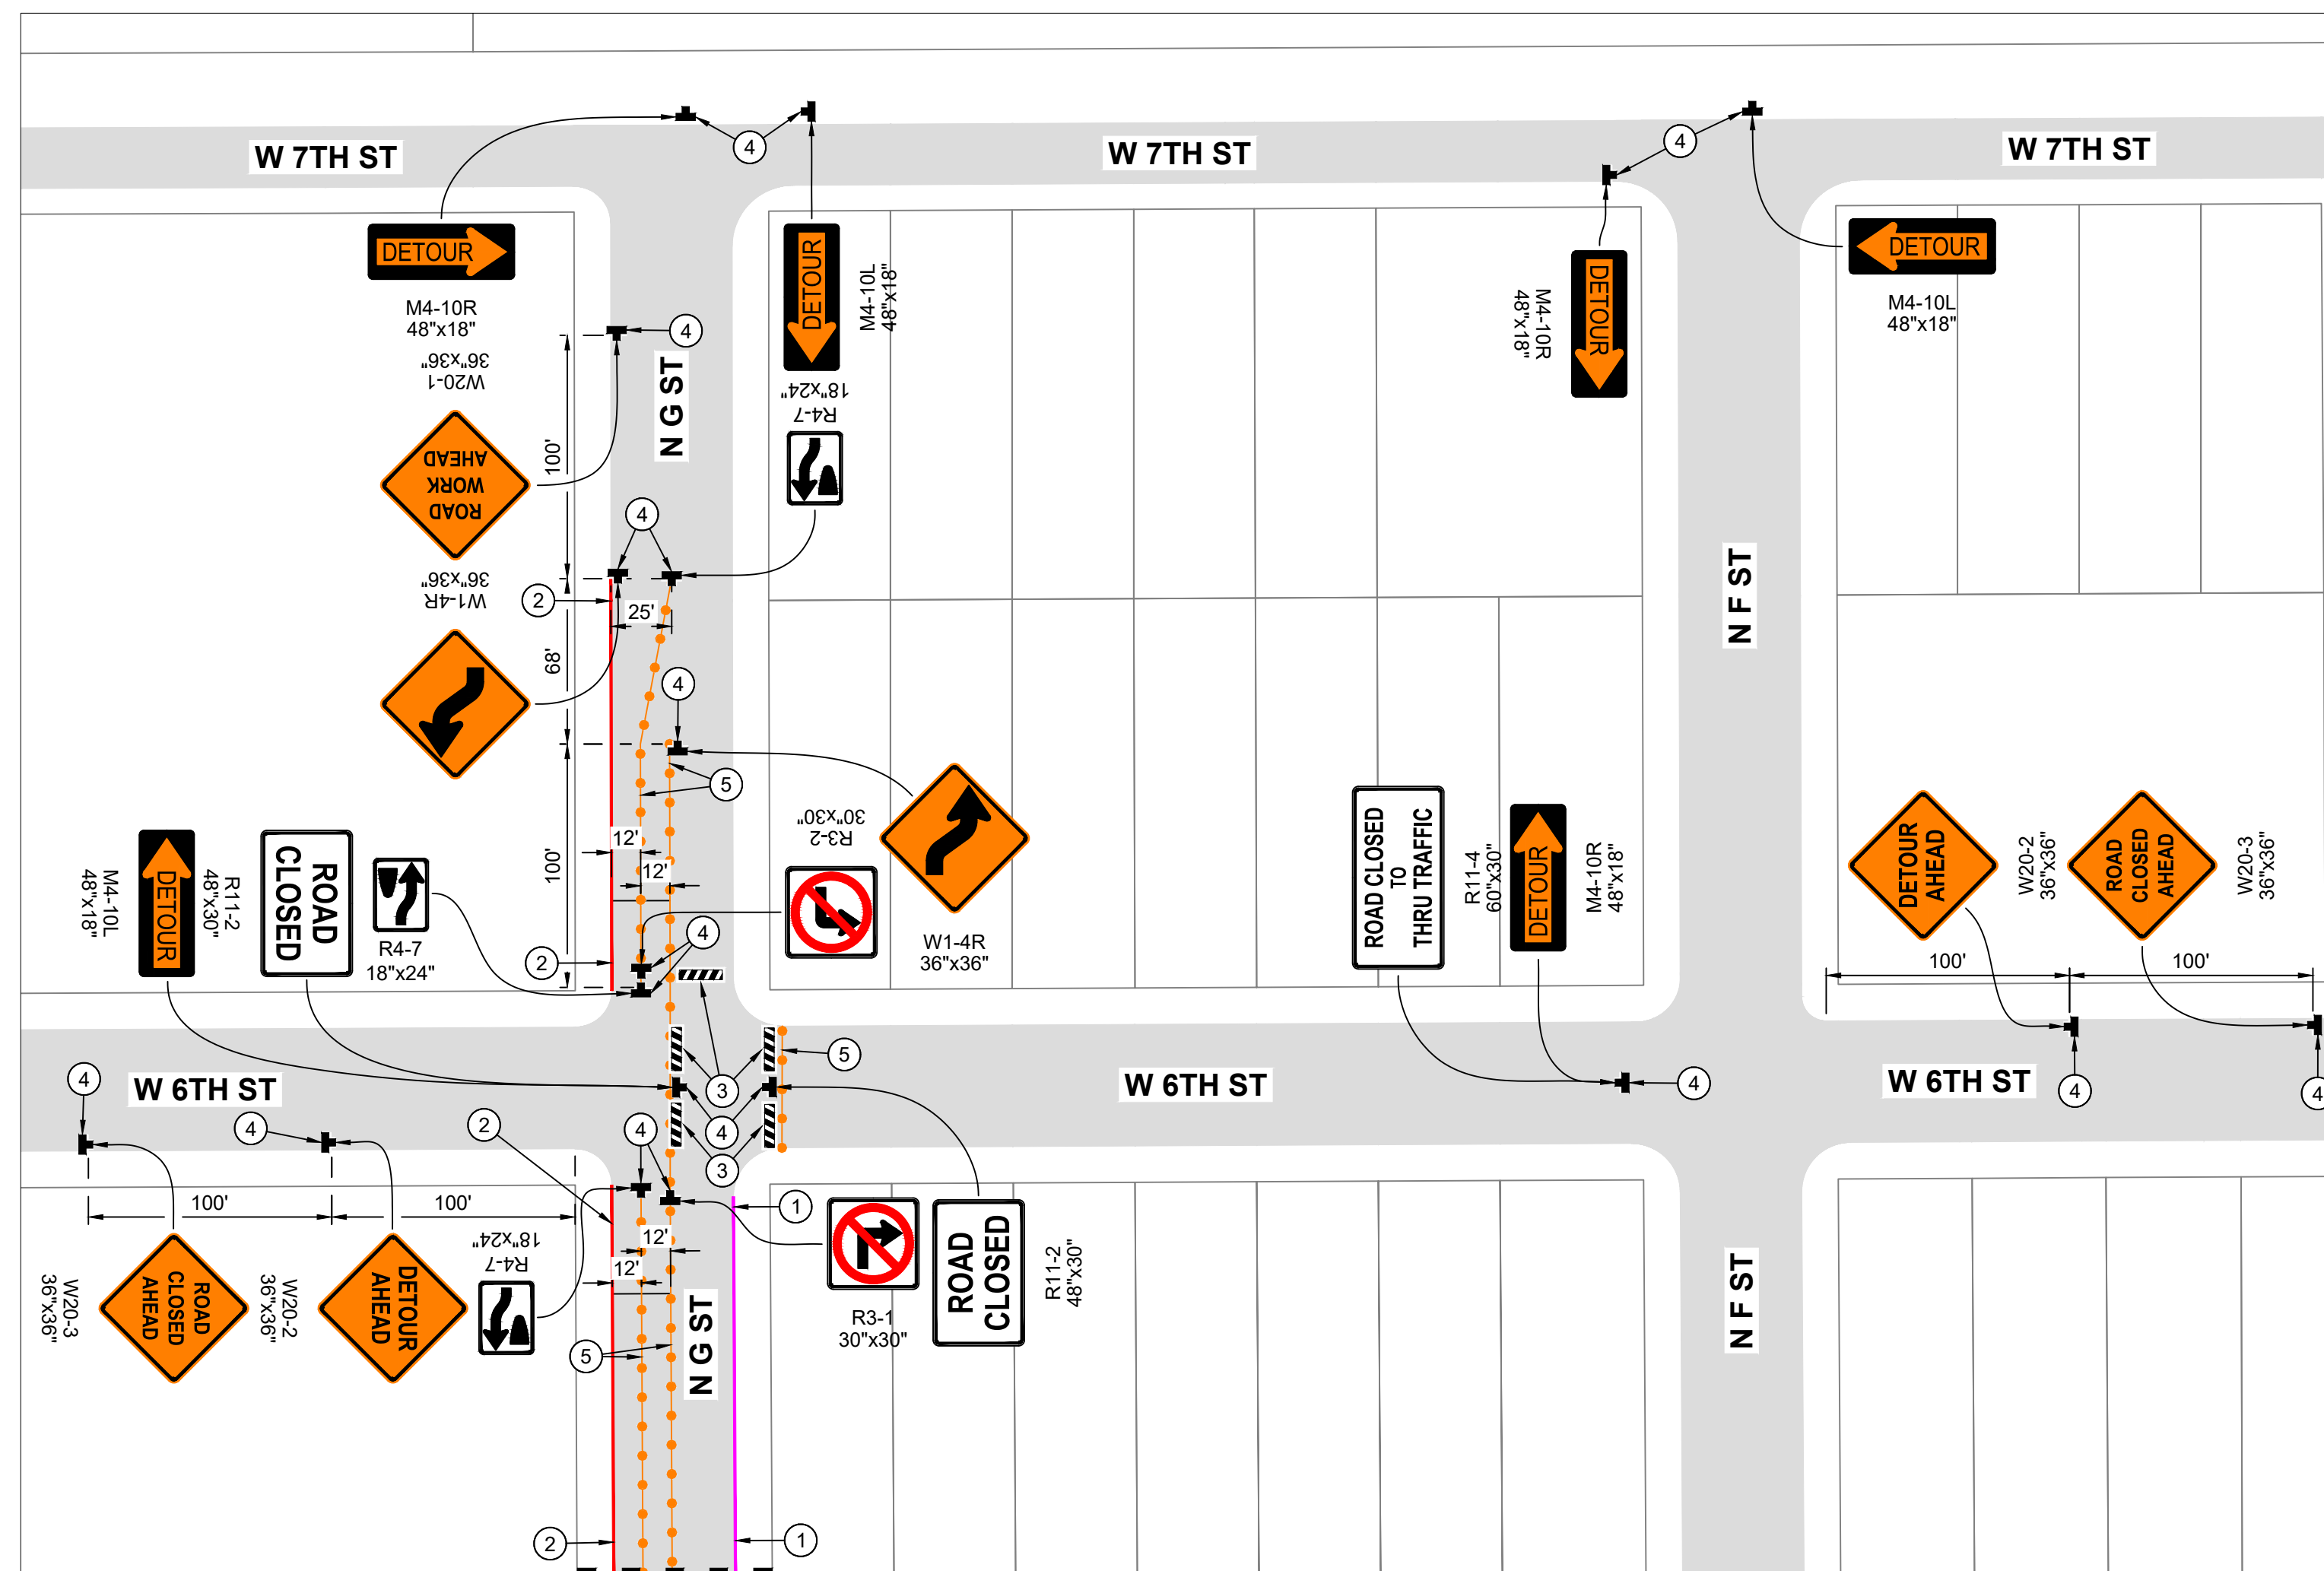 W 7TH ST
W 7TH ST
W 7TH ST
4
4
DETOUR
M4-10R
48"x18"
DETOUR
M4-10L
48"x18"
DETOUR
M4-10R
48"x18"
DETOUR
M4-10L
48"x18"
W20-1
36"x36"
ROAD
WORK
AHEAD
4
N G ST
100'
R4-7
18"x24"
4
W1-4R
36"x36"
2
25'
68'
4
N F ST
5
12'
12'
100'
R3-2
30"x30"
W1-4R
36"x36"
M4-10L
48"x18"
DETOUR
R11-2
48"x30"
ROAD
CLOSED
R4-7
18"x24"
2
4
ROAD CLOSED
TO
THRU TRAFFIC
R11-4
60"x30"
DETOUR
M4-10R
48"x18"
DETOUR
AHEAD
W20-2
36"x36"
ROAD
CLOSED
AHEAD
W20-3
36"x36"
100'
100'
5
3
4
3
4
W 6TH ST
W 6TH ST
W 6TH ST
4
4
4
4
2
4
100'
100'
W20-3
36"x36"
ROAD
CLOSED
AHEAD
W20-2
36"x36"
DETOUR
AHEAD
R4-7
18"x24"
12'
12'
1
R3-1
30"x30"
ROAD
CLOSED
R11-2
48"x30"
N G ST
N F ST
5
2
1